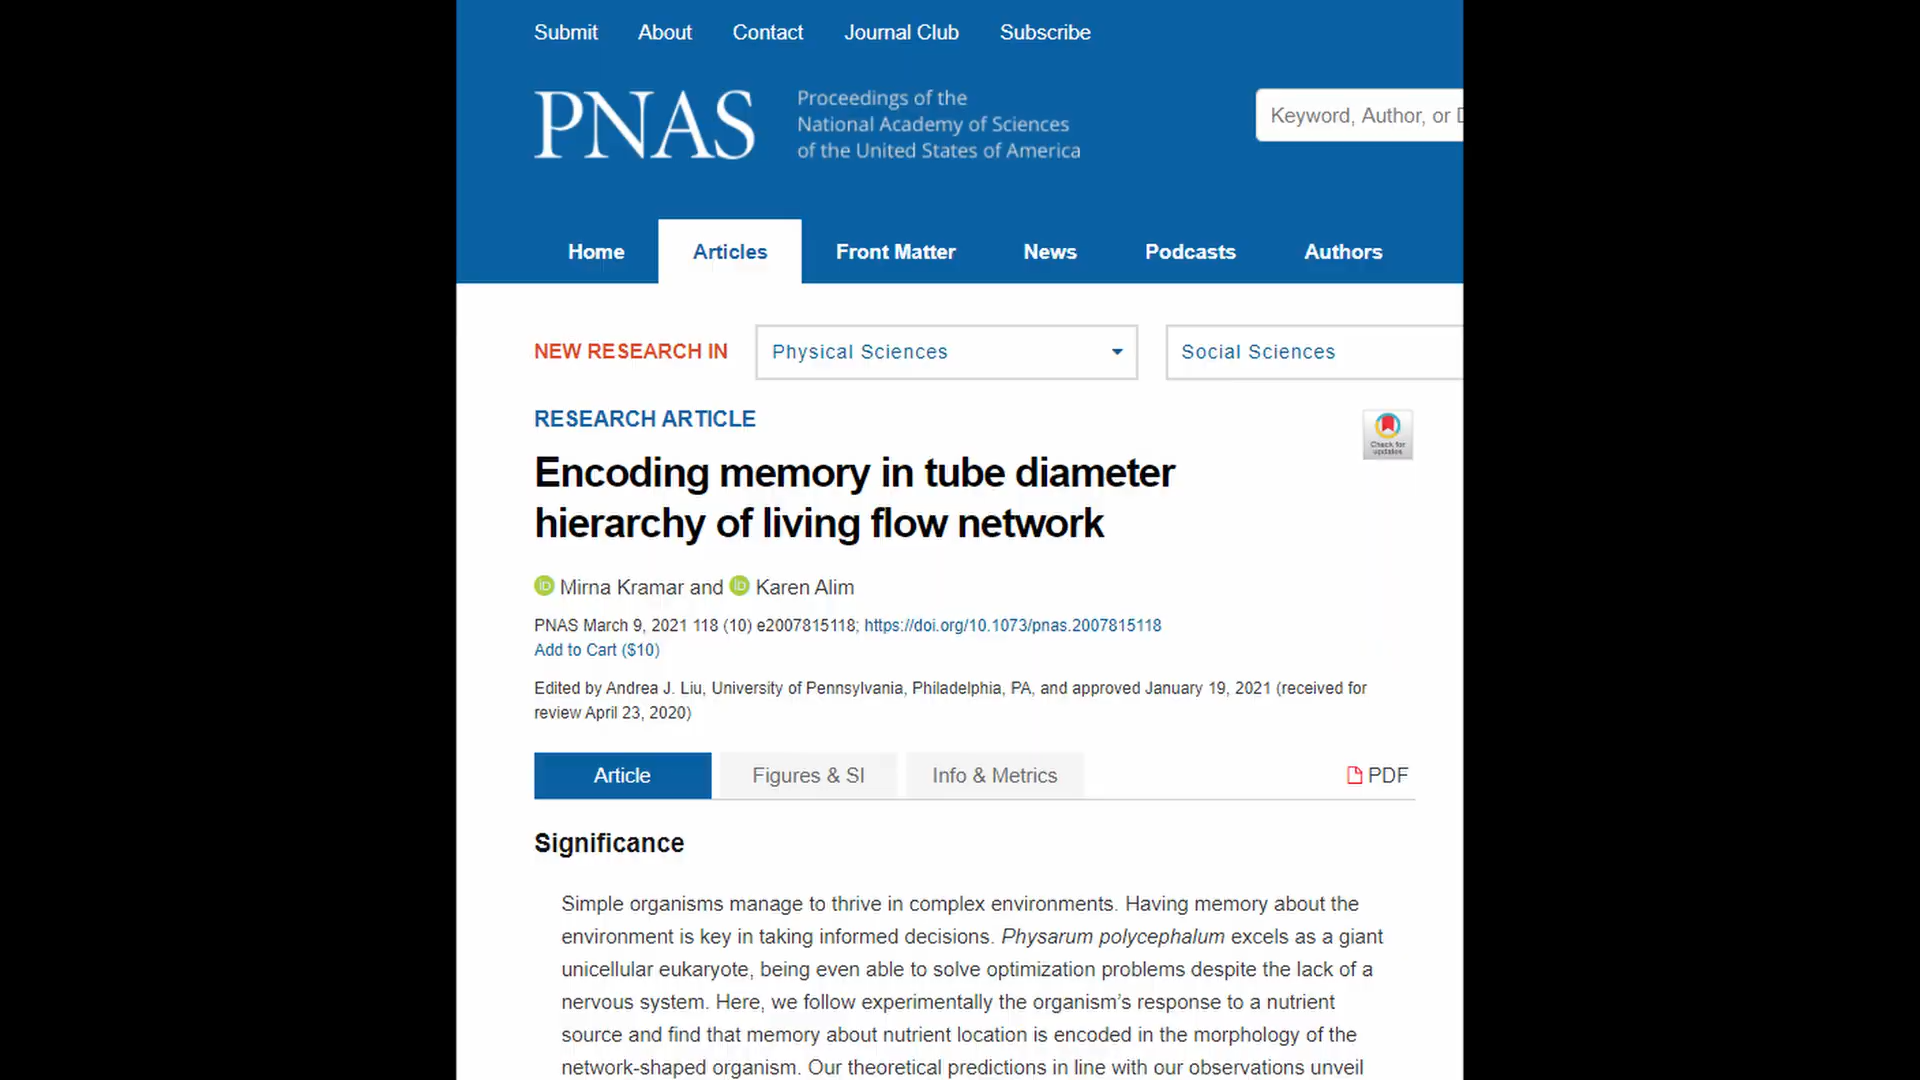 Submit About Contact Journal Club Subscribe
PNAS
Proceedings of the
National Academy of Sciences
of the United States of America
Keyword, Author, or D
Home Articles Front Matter News Podcasts Authors
NEW RESEARCH IN Physical Sciences Social Sciences
RESEARCH ARTICLE
Check for
updates
Encoding memory in tube diameter
hierarchy of living flow network
iD Mirna Kramar and iD Karen Alim
PNAS March 9, 2021 118 (10) e2007815118; https://doi.org/10.1073/pnas.2007815118
Add to Cart ($10)
Edited by Andrea J. Liu, University of Pennsylvania, Philadelphia, PA, and approved January 19, 2021 (received for
review April 23, 2020)
Article Figures & SI Info & Metrics PDF
Significance
Simple organisms manage to thrive in complex environments. Having memory about the
environment is key in taking informed decisions. Physarum polycephalum excels as a giant
unicellular eukaryote, being even able to solve optimization problems despite the lack of a
nervous system. Here, we follow experimentally the organism’s response to a nutrient
source and find that memory about nutrient location is encoded in the morphology of the
network-shaped organism. Our theoretical predictions in line with our observations unveil